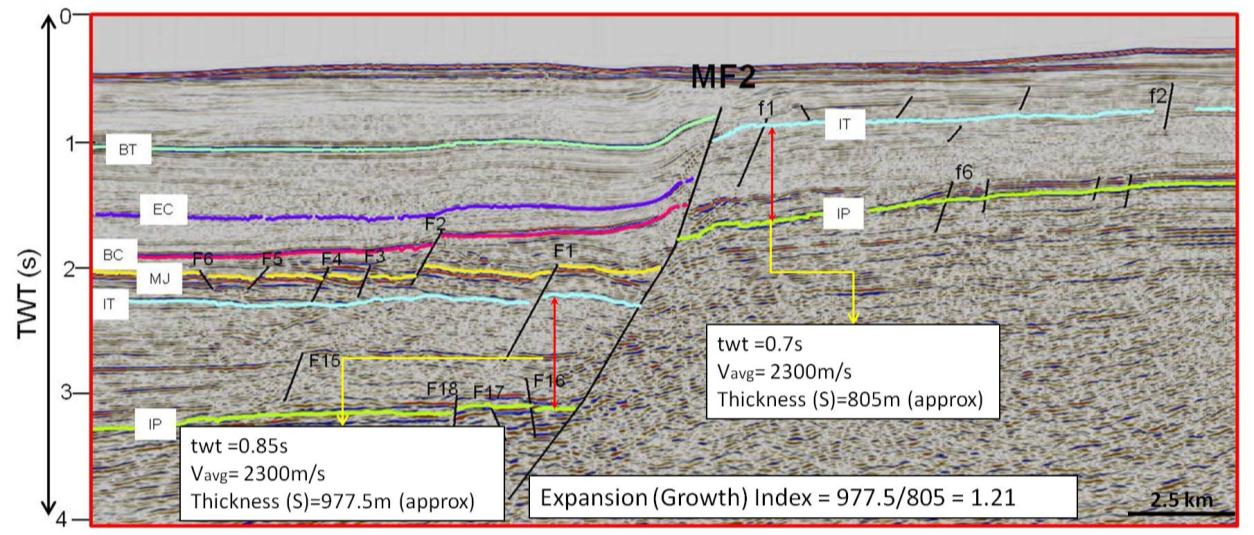 0
MF2
f1
f2
IT
1
BT
f6
EC
IP
F2
BC
F6
F5
F4
F3
F1
2
MJ
IT
TWT (s)
twt =0.7s
Vavg= 2300m/s
Thickness (S)=805m (approx)
F15
3
F18
F17
F16
IP
twt =0.85s
Vavg= 2300m/s
Thickness (S)=977.5m (approx)
Expansion (Growth) Index = 977.5/805 = 1.21
2.5 km
4